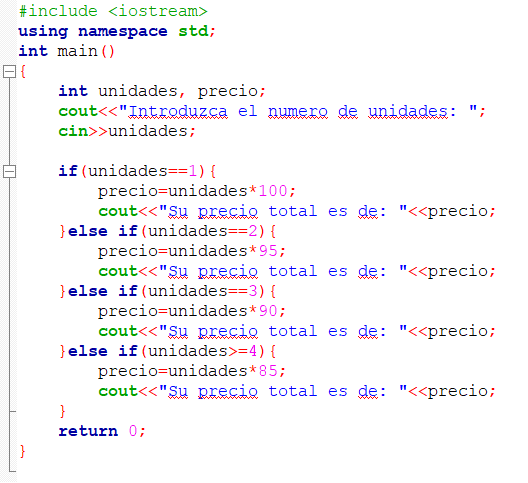 #include <iostream>
using namespace std;
int main()
{
    int unidades, precio;
    cout<<"Introduzca el numero de unidades: ";
    cin>>unidades;

    if(unidades==1){
        precio=unidades*100;
        cout<<"Su precio total es de: "<<precio;
    }else if(unidades==2){
        precio=unidades*95;
        cout<<"Su precio total es de: "<<precio;
    }else if(unidades==3){
        precio=unidades*90;
        cout<<"Su precio total es de: "<<precio;
    }else if(unidades>=4){
        precio=unidades*85;
        cout<<"Su precio total es de: "<<precio;
    }
    return 0;
}